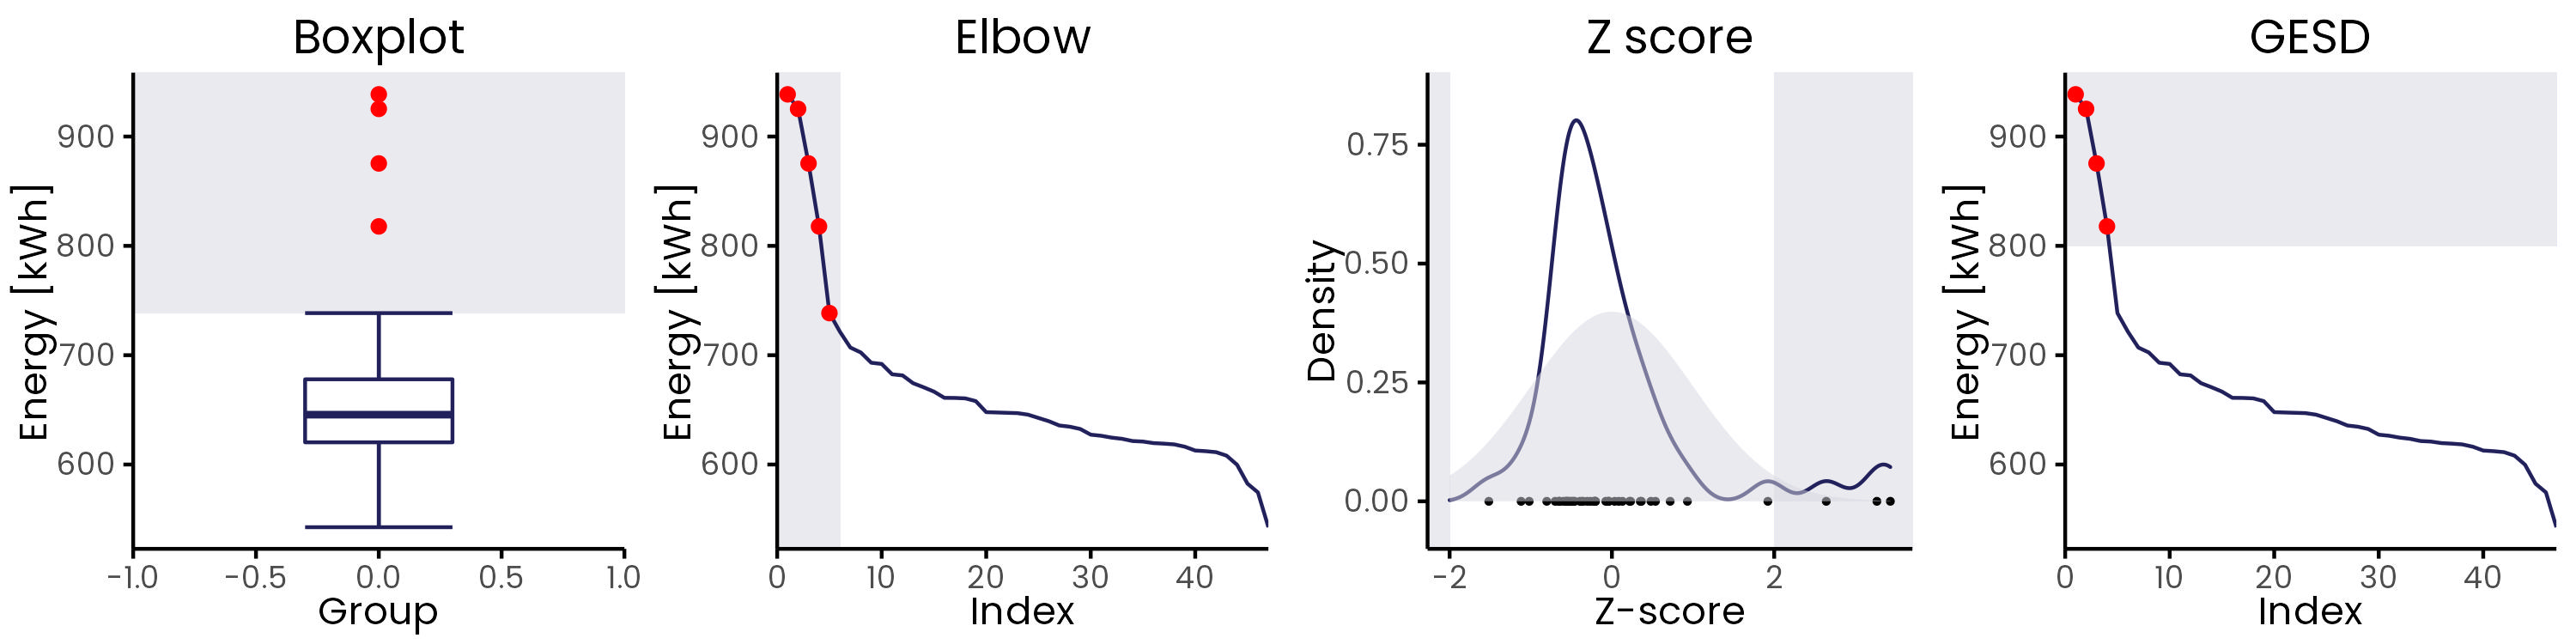 Boxplot
Energy [kWh]
900
800
700
600
-1.0 -0.5 0.0 0.5 1.0
Group
Elbow
Energy [kWh]
900
800
700
600
0 10 20 30 40
Index
Z score
Density
0.75
0.50
0.25
0.00
-2 0 2
Z-score
GESD
Energy [kWh]
900
800
700
600
0 10 20 30 40
Index